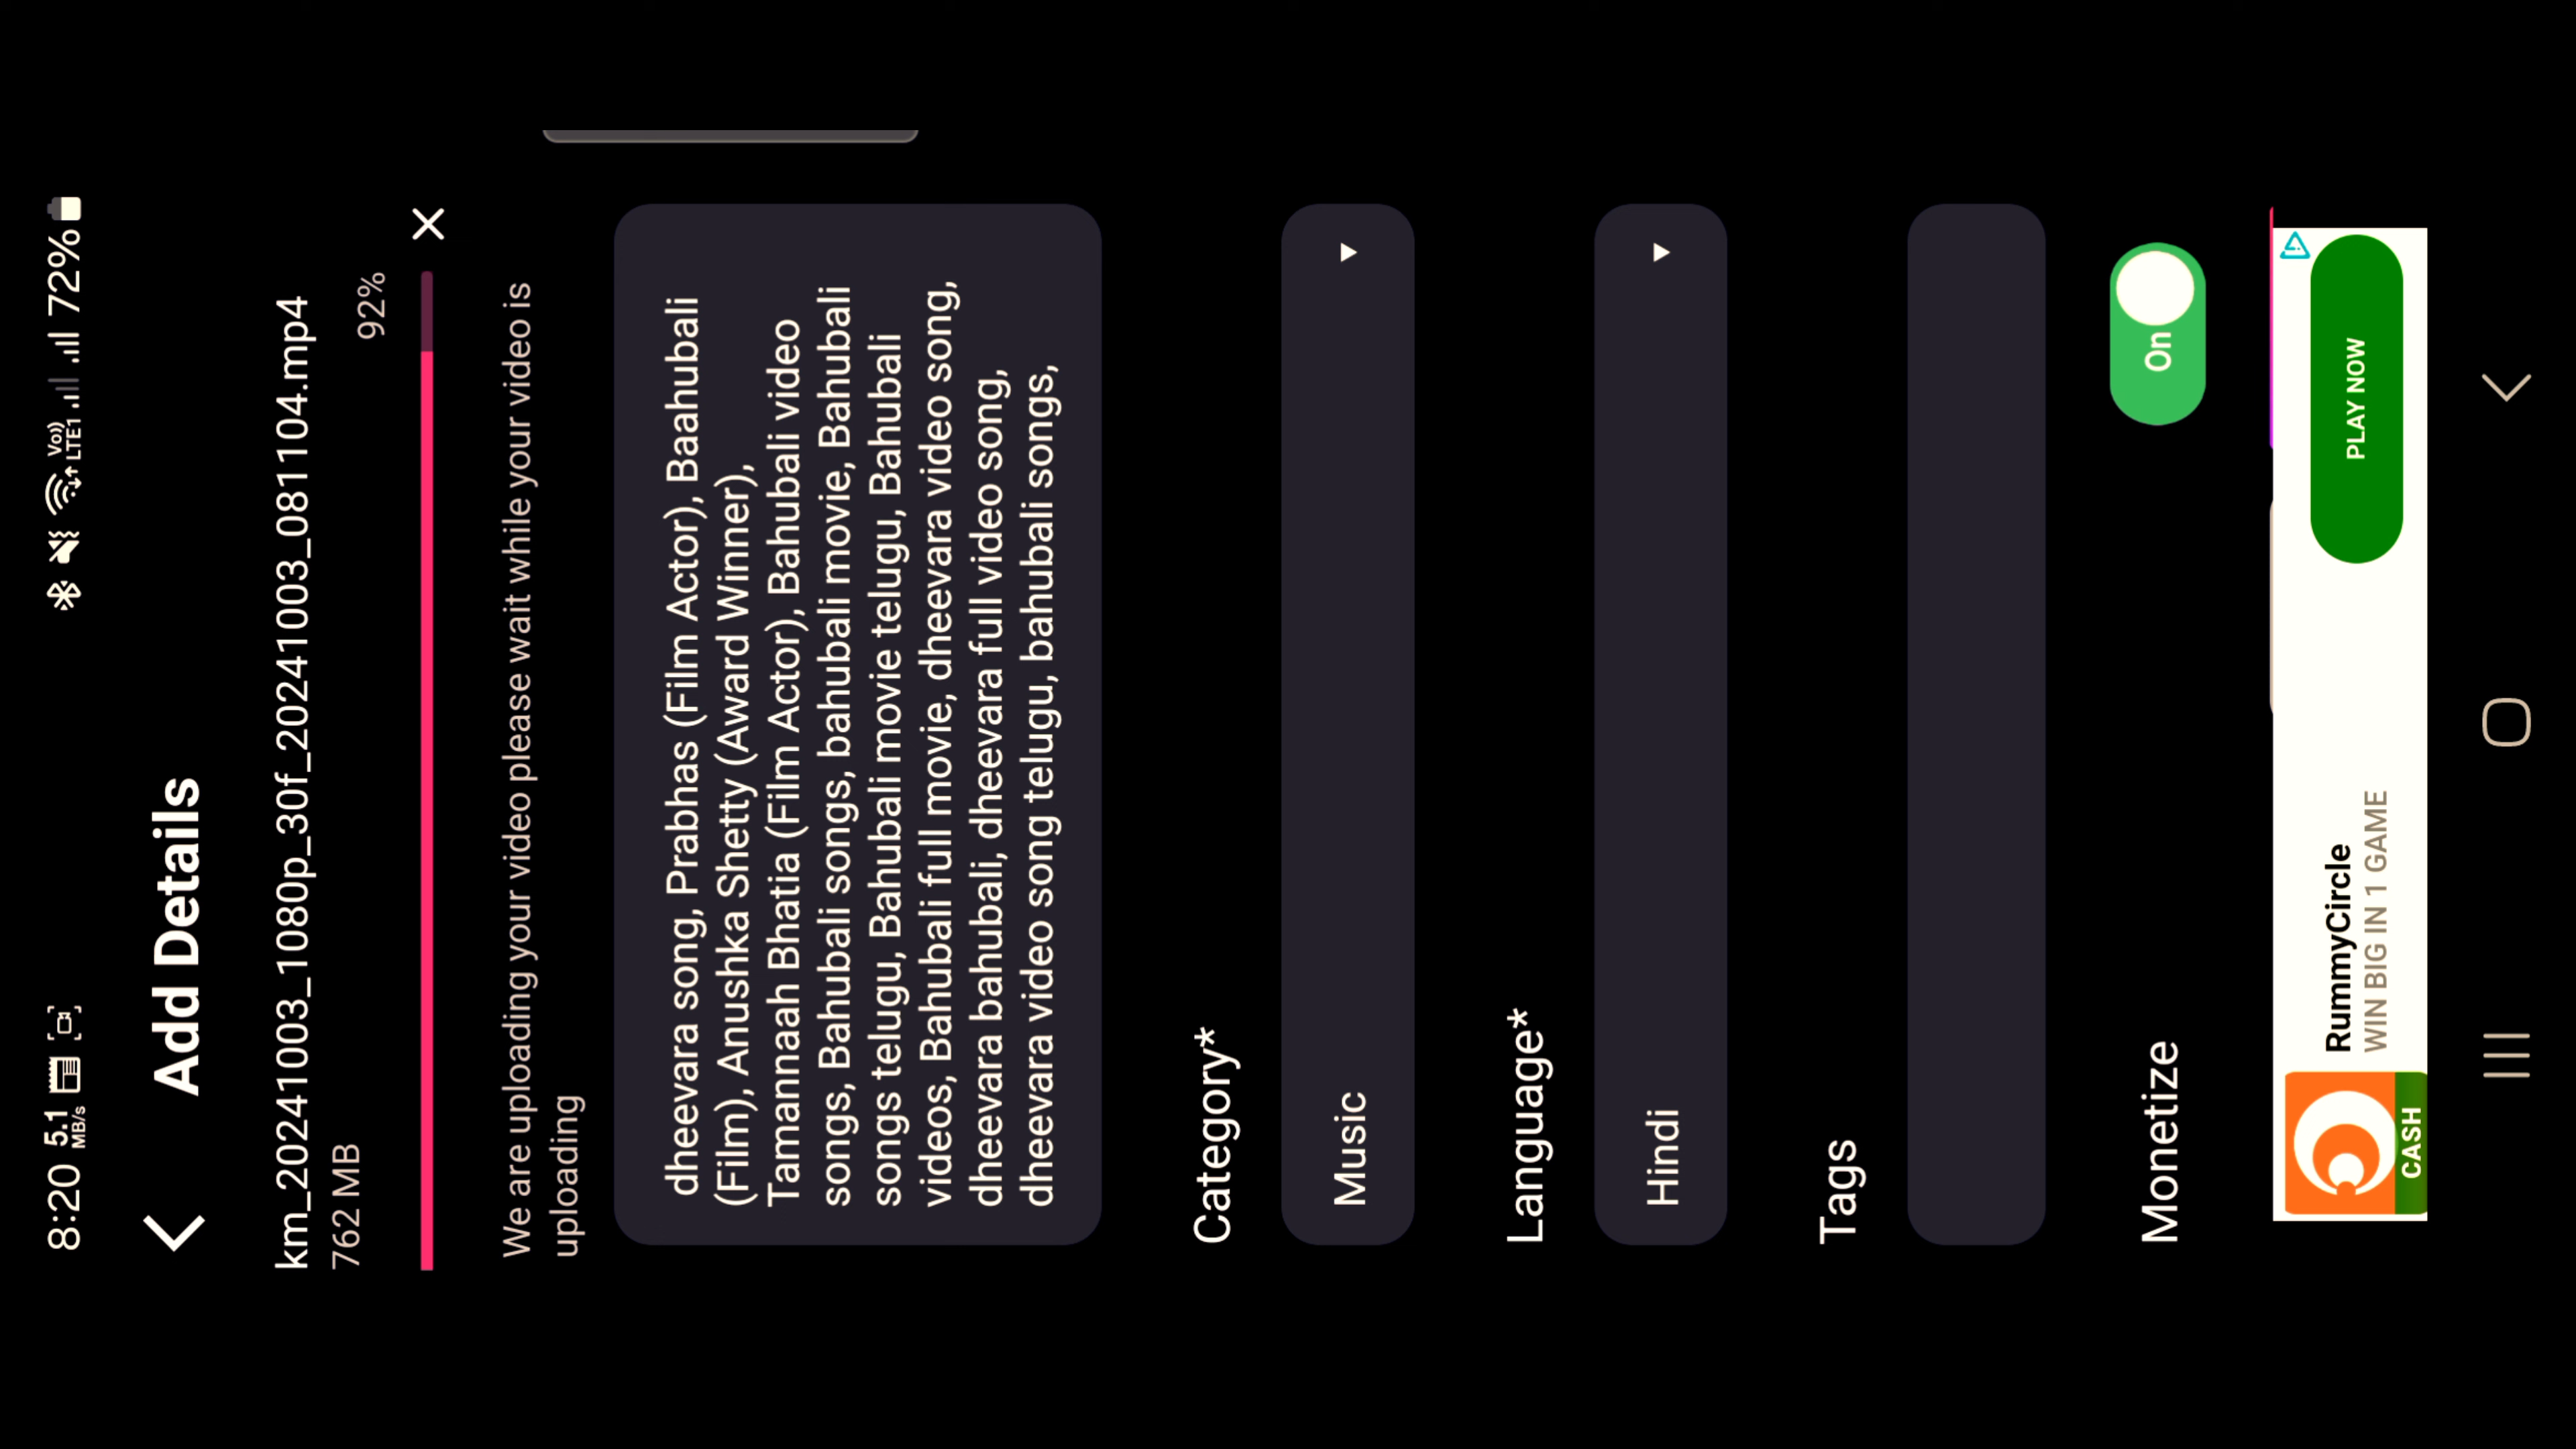 8:20 5.1 MB/s Vo)) LTE1 72%
Add Details
km_20241003_1080p_30f_20241003_081104.mp4
762 MB 92%
We are uploading your video please wait while your video is
uploading
dheevara song, Prabhas (Film Actor), Baahubali
(Film), Anushka Shetty (Award Winner),
Tamannaah Bhatia (Film Actor), Bahubali video
songs, Bahubali songs, bahubali movie, Bahubali
songs telugu, Bahubali movie telugu, Bahubali
videos, Bahubali full movie, dheevara video song,
dheevara bahubali, dheevara full video song,
dheevara video song telugu, bahubali songs,
Category*
Music
Language*
Hindi
Tags
Monetize On
CASH
RummyCircle
WIN BIG IN 1 GAME
PLAY NOW